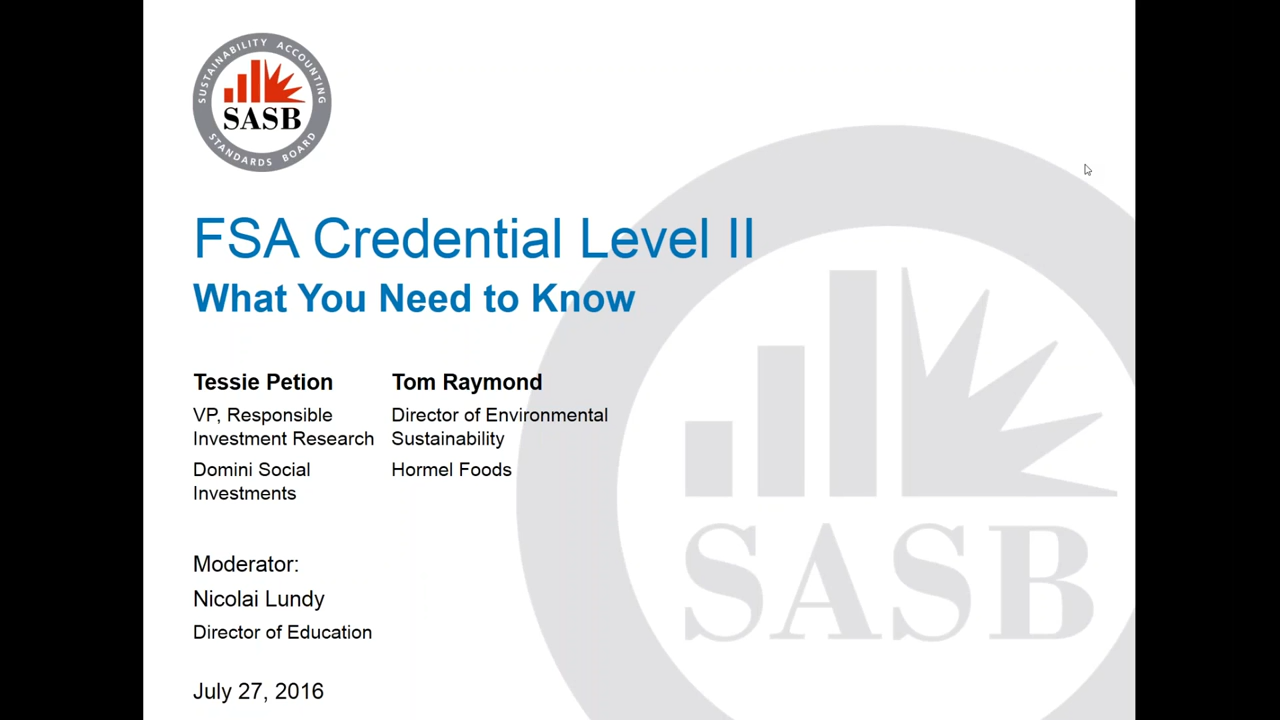 SUSTAINABILITY ACCOUNTING
SASB
STANDARDS BOARD
FSA Credential Level II
What You Need to Know
Tessie Petion
VP, Responsible
Investment Research
Domini Social
Investments
Tom Raymond
Director of Environmental
Sustainability
Hormel Foods
Moderator:
Nicolai Lundy
Director of Education
July 27, 2016
SASB